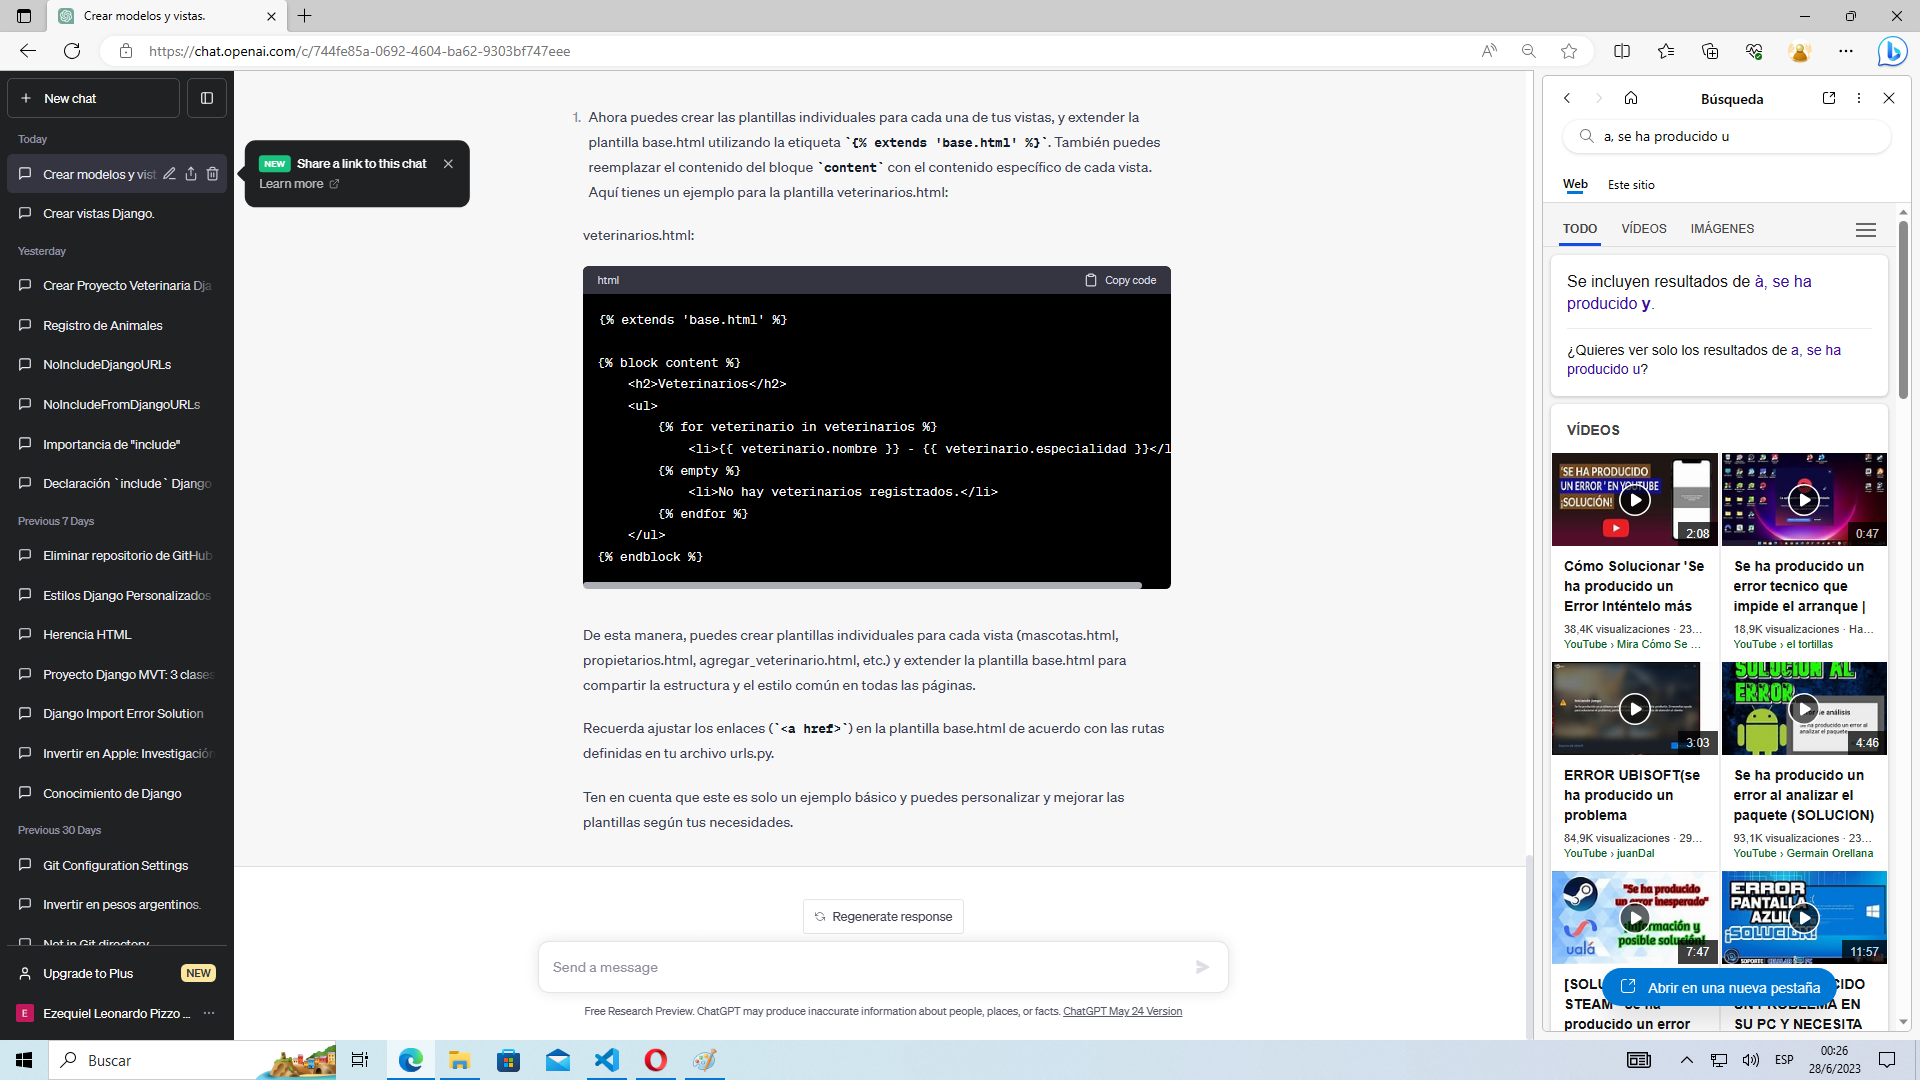 Crear modelos y vistas.
https://chat.openai.com/c/744fe85a-0692-4604-ba62-9303bf747eee
New chat
Today
Crear modelos y vist
Crear vistas Django.
Yesterday
Crear Proyecto Veterinaria Dja
Registro de Animales
NoIncludeDjangoURLs
NoIncludeFromDjangoURLs
Importancia de "include"
Declaración `include` Django
Previous 7 Days
Eliminar repositorio de GitHub
Estilos Django Personalizados
Herencia HTML
Proyecto Django MVT: 3 clases
Django Import Error Solution
Invertir en Apple: Investigación
Conocimiento de Django
Previous 30 Days
Git Configuration Settings
Invertir en pesos argentinos.
Not in Git directory
Upgrade to Plus NEW
E Ezequiel Leonardo Pizzo ...
NEW Share a link to this chat
Learn more
1. Ahora puedes crear las plantillas individuales para cada una de tus vistas, y extender la
plantilla base.html utilizando la etiqueta `{% extends 'base.html' %}`. También puedes
reemplazar el contenido del bloque `content` con el contenido específico de cada vista.
Aquí tienes un ejemplo para la plantilla veterinarios.html:
veterinarios.html:
html Copy code
{% extends 'base.html' %}
{% block content %}
<h2>Veterinarios</h2>
<ul>
{% for veterinario in veterinarios %}
<li>{{ veterinario.nombre }} - {{ veterinario.especialidad }}</l
{% empty %}
<li>No hay veterinarios registrados.</li>
{% endfor %}
</ul>
{% endblock %}
De esta manera, puedes crear plantillas individuales para cada vista (mascotas.html,
propietarios.html, agregar_veterinario.html, etc.) y extender la plantilla base.html para
compartir la estructura y el estilo común en todas las páginas.
Recuerda ajustar los enlaces (`<a href>`) en la plantilla base.html de acuerdo con las rutas
definidas en tu archivo urls.py.
Ten en cuenta que este es solo un ejemplo básico y puedes personalizar y mejorar las
plantillas según tus necesidades.
Regenerate response
Send a message
Free Research Preview. ChatGPT may produce inaccurate information about people, places, or facts. ChatGPT May 24 Version
Búsqueda
a, se ha producido u
Web Este sitio
TODO VÍDEOS IMÁGENES
Se incluyen resultados de à, se ha
producido y.
¿Quieres ver solo los resultados de a, se ha
producido u?
VÍDEOS
'SE HA PRODUCIDO
UN ERROR' EN YOUTUBE
¡SOLUCIÓN!
2:08
0:47
Cómo Solucionar 'Se
ha producido un
Error Inténtelo más
38,4K visualizaciones · 23...
YouTube › Mira Cómo Se ...
Se ha producido un
error tecnico que
impide el arranque |
18,9K visualizaciones · Ha...
YouTube › el tortillas
3:03
SOLUCION AL
ERROR
4:46
ERROR UBISOFT(se
ha producido un
problema
84,9K visualizaciones · 29...
YouTube › juanDal
Se ha producido un
error al analizar el
paquete (SOLUCION)
93,1K visualizaciones · 23...
YouTube › Germain Orellana
"Se ha producido
un error inesperado"
Información y
posible solución!
ualá
7:47
ERROR
PANTALLA
AZUL
¡SOLUCIÓN!
SOPORTE
11:57
[SOLU
STEAM
producido un error
CIDO
UN PROBLEMA EN
SU PC Y NECESITA
Abrir en una nueva pestaña
Buscar
ESP
00:26
28/6/2023